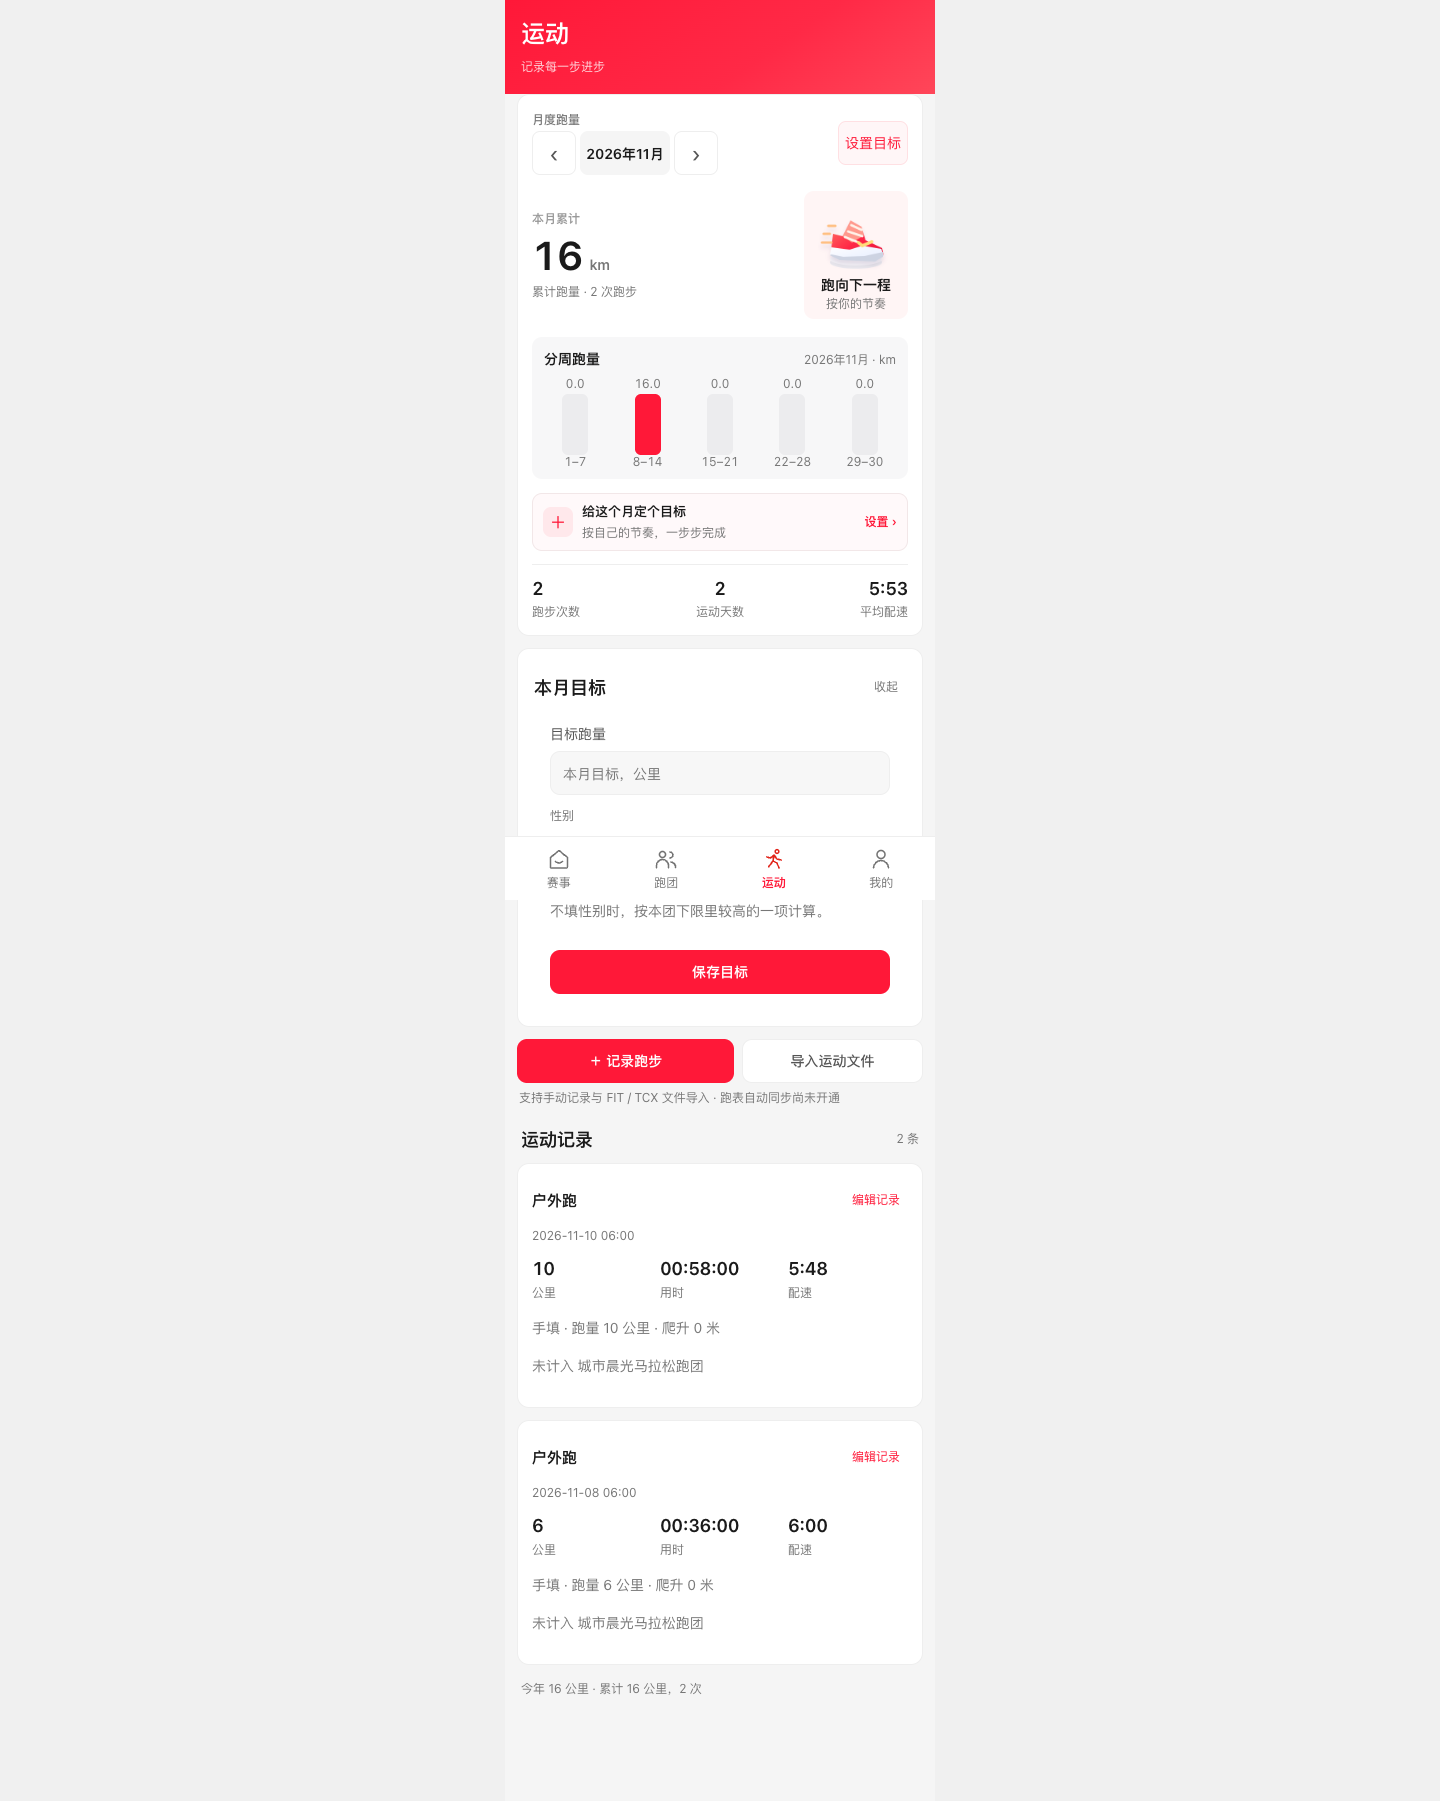 运动
记录每一步进步
月度跑量
‹ 2026年11月 ›
设置目标
本月累计
16 km
累计跑量 · 2 次跑步
跑向下一程
按你的节奏
分周跑量 2026年11月 · km
0.0 16.0 0.0 0.0 0.0
1–7 8–14 15–21 22–28 29–30
给这个月定个目标
按自己的节奏，一步步完成
设置 ›
2 2 5:53
跑步次数 运动天数 平均配速
本月目标 收起
目标跑量
本月目标，公里
性别
赛事 跑团 运动 我的
不填性别时，按本团下限里较高的一项计算。
保存目标
+ 记录跑步 导入运动文件
支持手动记录与 FIT / TCX 文件导入 · 跑表自动同步尚未开通
运动记录 2 条
户外跑 编辑记录
2026-11-10 06:00
10 00:58:00 5:48
公里 用时 配速
手填 · 跑量 10 公里 · 爬升 0 米
未计入 城市晨光马拉松跑团
户外跑 编辑记录
2026-11-08 06:00
6 00:36:00 6:00
公里 用时 配速
手填 · 跑量 6 公里 · 爬升 0 米
未计入 城市晨光马拉松跑团
今年 16 公里 · 累计 16 公里，2 次